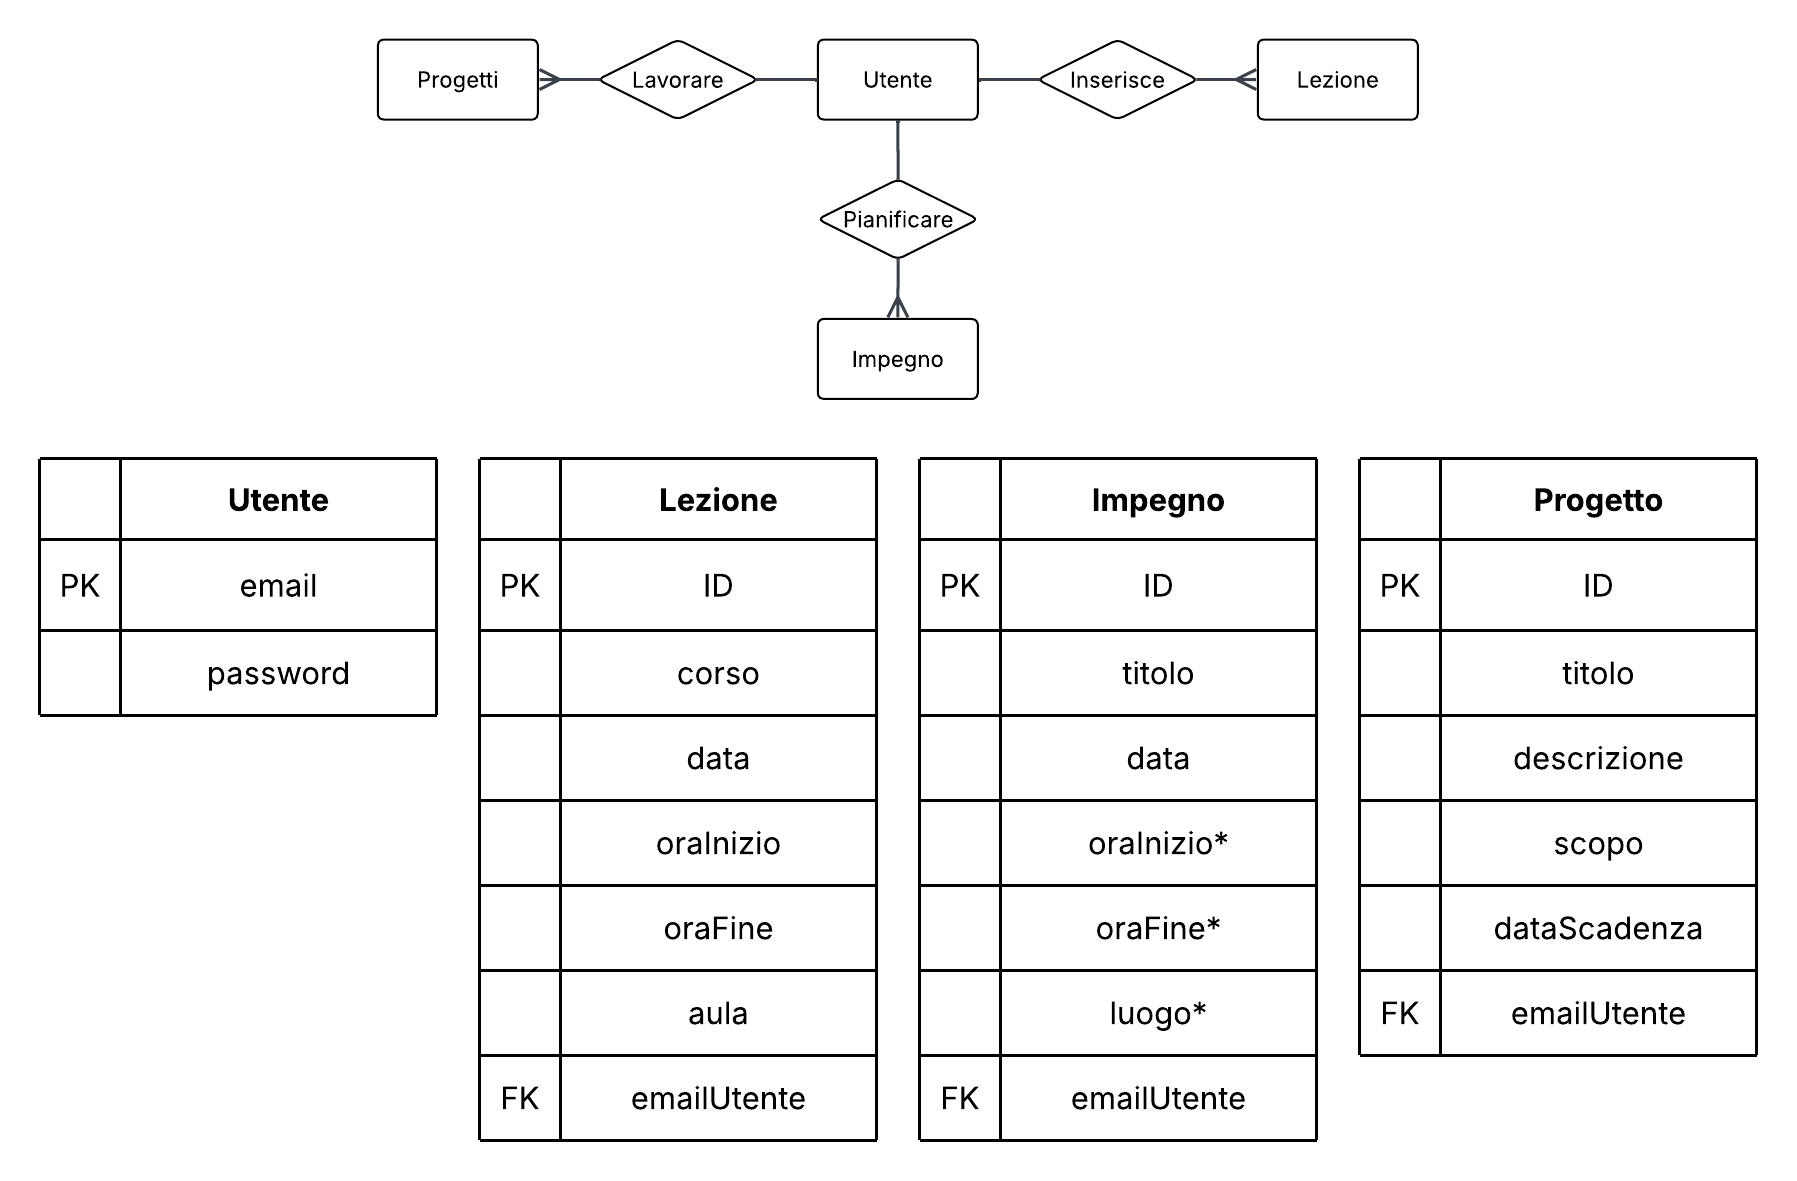 Progetti
Lavorare
Utente
Inserisce
Lezione
Pianificare
Impegno
Utente
PK email
password
Lezione
PK ID
corso
data
oraInizio
oraFine
aula
FK emailUtente
Impegno
PK ID
titolo
data
oraInizio*
oraFine*
luogo*
FK emailUtente
Progetto
PK ID
titolo
descrizione
scopo
dataScadenza
FK emailUtente